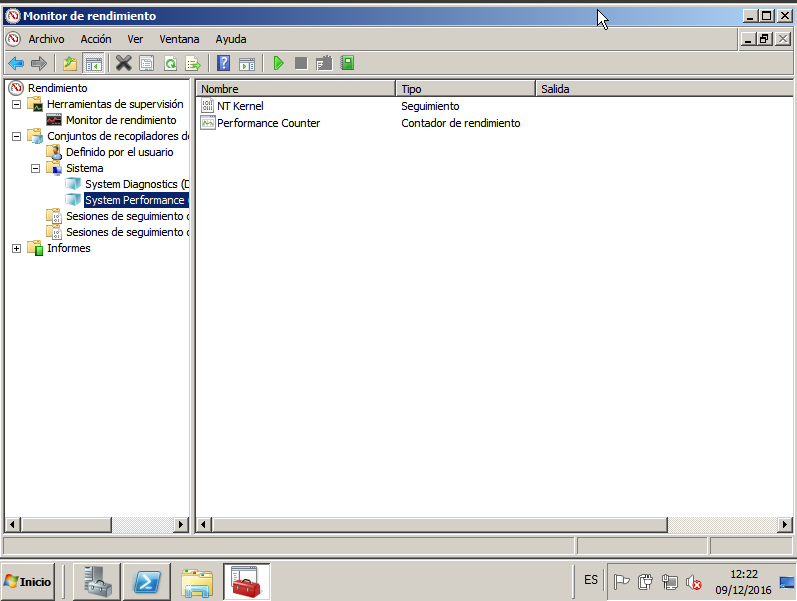 Monitor de rendimiento
Archivo Acción Ver Ventana Ayuda
Rendimiento
Herramientas de supervisión
Monitor de rendimiento
Conjuntos de recopiladores d
Definido por el usuario
Sistema
System Diagnostics (D
System Performance (
Sesiones de seguimiento d
Sesiones de seguimiento d
Informes
Nombre Tipo Salida
NT Kernel Seguimiento
Performance Counter Contador de rendimiento
Inicio
ES
12:22
09/12/2016